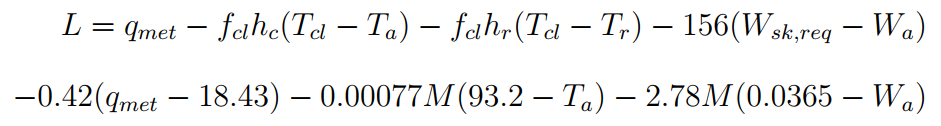 L = q_{met} − f_{cl}h_c(T_{cl} − T_a) − f_{cl}h_r(T_{cl} − T_r) − 156(W_{sk,req} − W_a)
−0.42(q_{met} − 18.43) − 0.00077M(93.2 − T_a) − 2.78M(0.0365 − W_a)